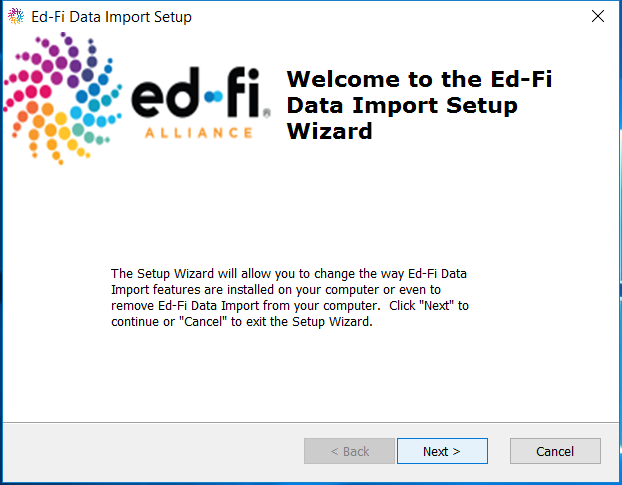 Ed-Fi Data Import Setup
ed-fi®
ALLIANCE
Welcome to the Ed-Fi
Data Import Setup
Wizard
The Setup Wizard will allow you to change the way Ed-Fi Data
Import features are installed on your computer or even to
remove Ed-Fi Data Import from your computer.  Click "Next" to
continue or "Cancel" to exit the Setup Wizard.
< Back
Next >
Cancel